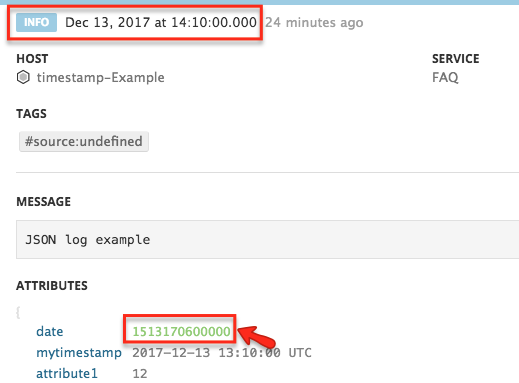 INFO Dec 13, 2017 at 14:10:00.000 24 minutes ago
HOST SERVICE
timestamp-Example FAQ
TAGS
#source:undefined
MESSAGE
JSON log example
ATTRIBUTES
{
date 1513170600000
mytimestamp 2017-12-13 13:10:00 UTC
attribute1 12